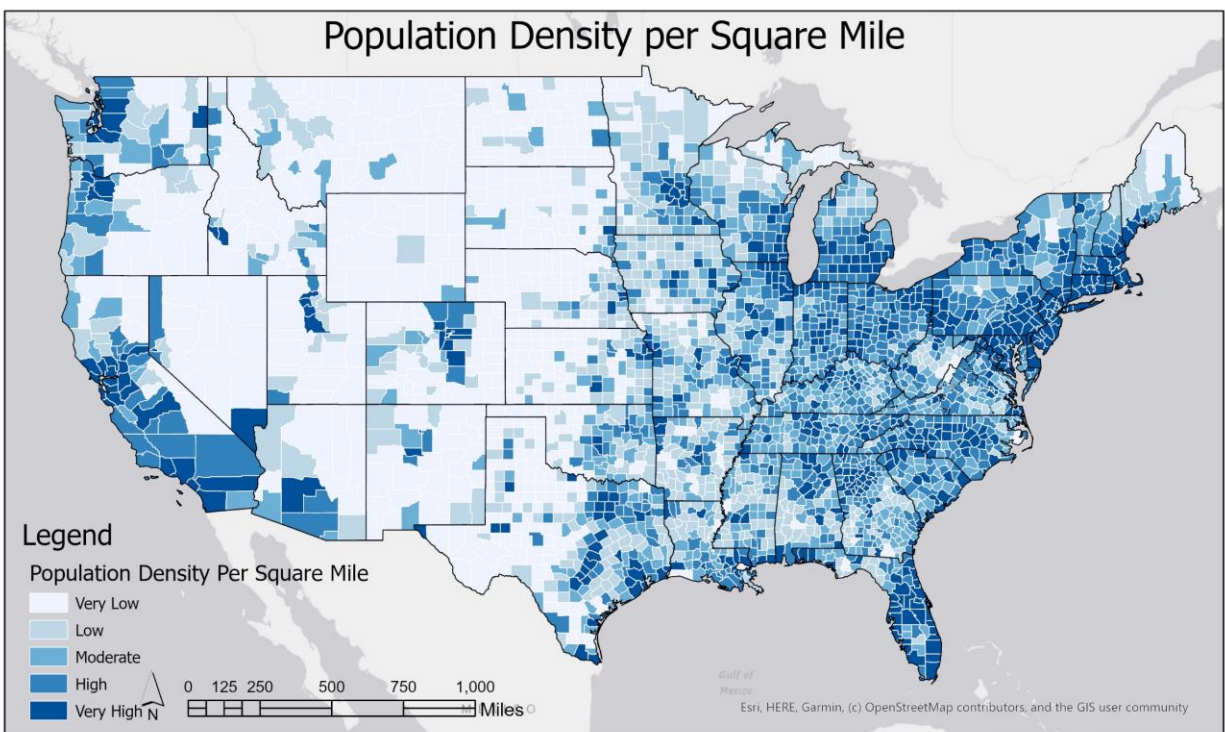 Population Density per Square Mile
Legend
Population Density Per Square Mile
Very Low
Low
Moderate
High
Very High
N
0 125 250 500 750 1,000
Miles
Gulf of
Mexico
Esri, HERE, Garmin, (c) OpenStreetMap contributors, and the GIS user community